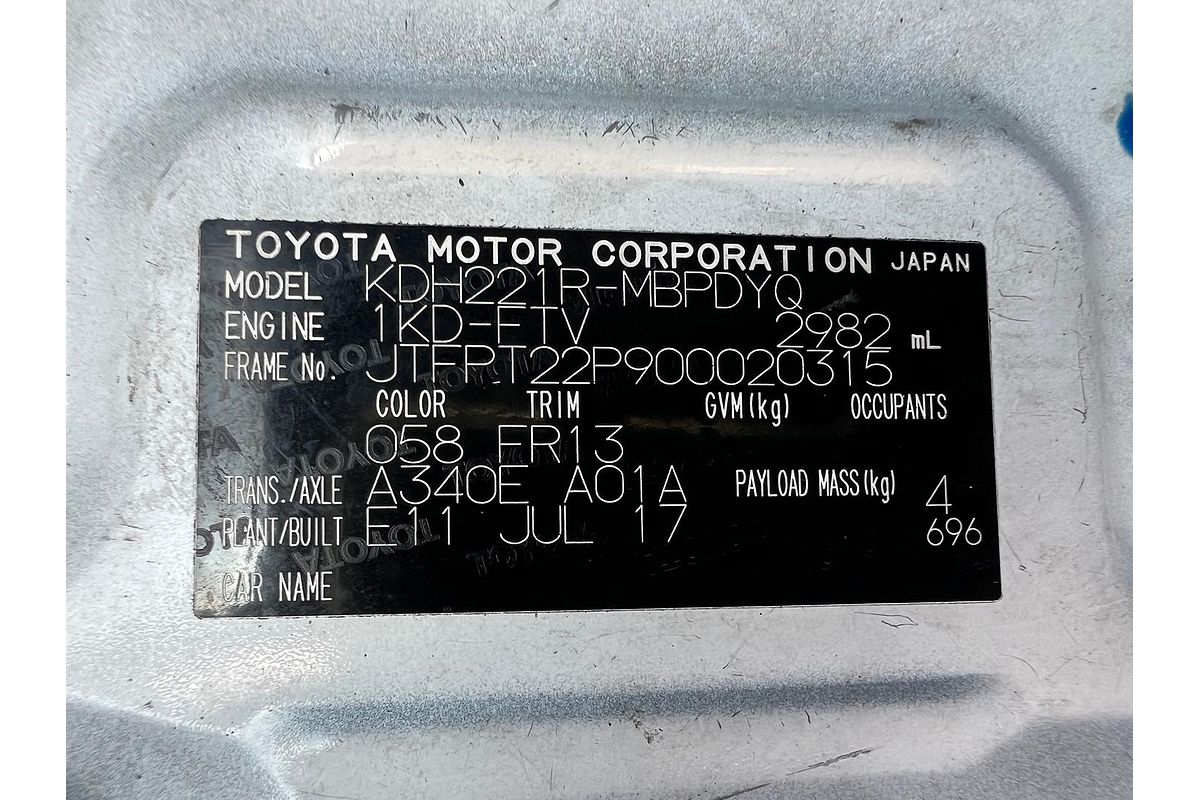 TOYOTA MOTOR CORPORATION JAPAN
MODEL KDH221R-MBPDYQ
ENGINE 1KD-FTV 2982 mL
FRAME No. JTFRT22P900020315
COLOR TRIM GVM(kg) OCCUPANTS
058 FR13
TRANS./AXLE A340E A01A PAYLOAD MASS(kg) 4
PLANT/BUILT E11 JUL 17 696
CAR NAME